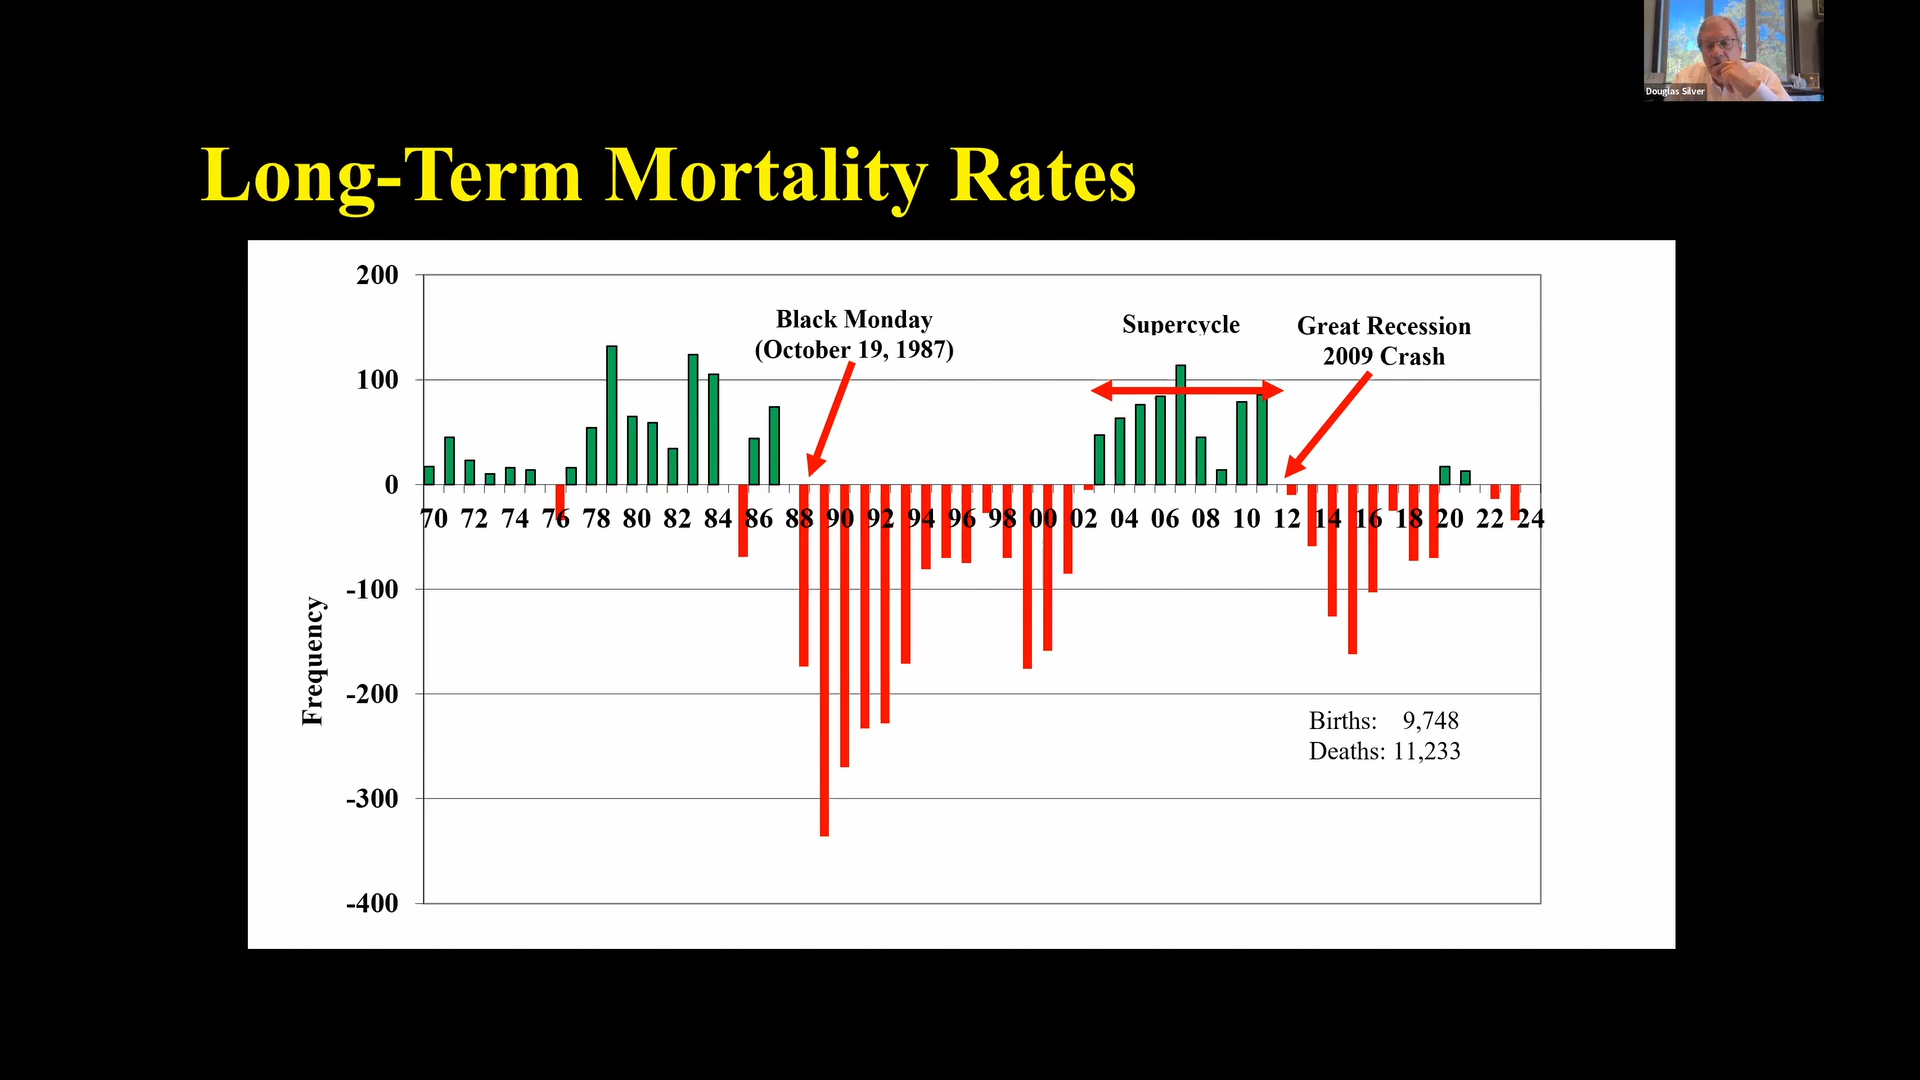 Douglas Silver
Long-Term Mortality Rates
200
100
0
-100
-200
-300
-400
Frequency
Black Monday
(October 19, 1987)
Supercycle
Great Recession
2009 Crash
70 72 74 76 78 80 82 84 86 88 90 92 94 96 98 00 02 04 06 08 10 12 14 16 18 20 22 24
Births: 9,748
Deaths: 11,233